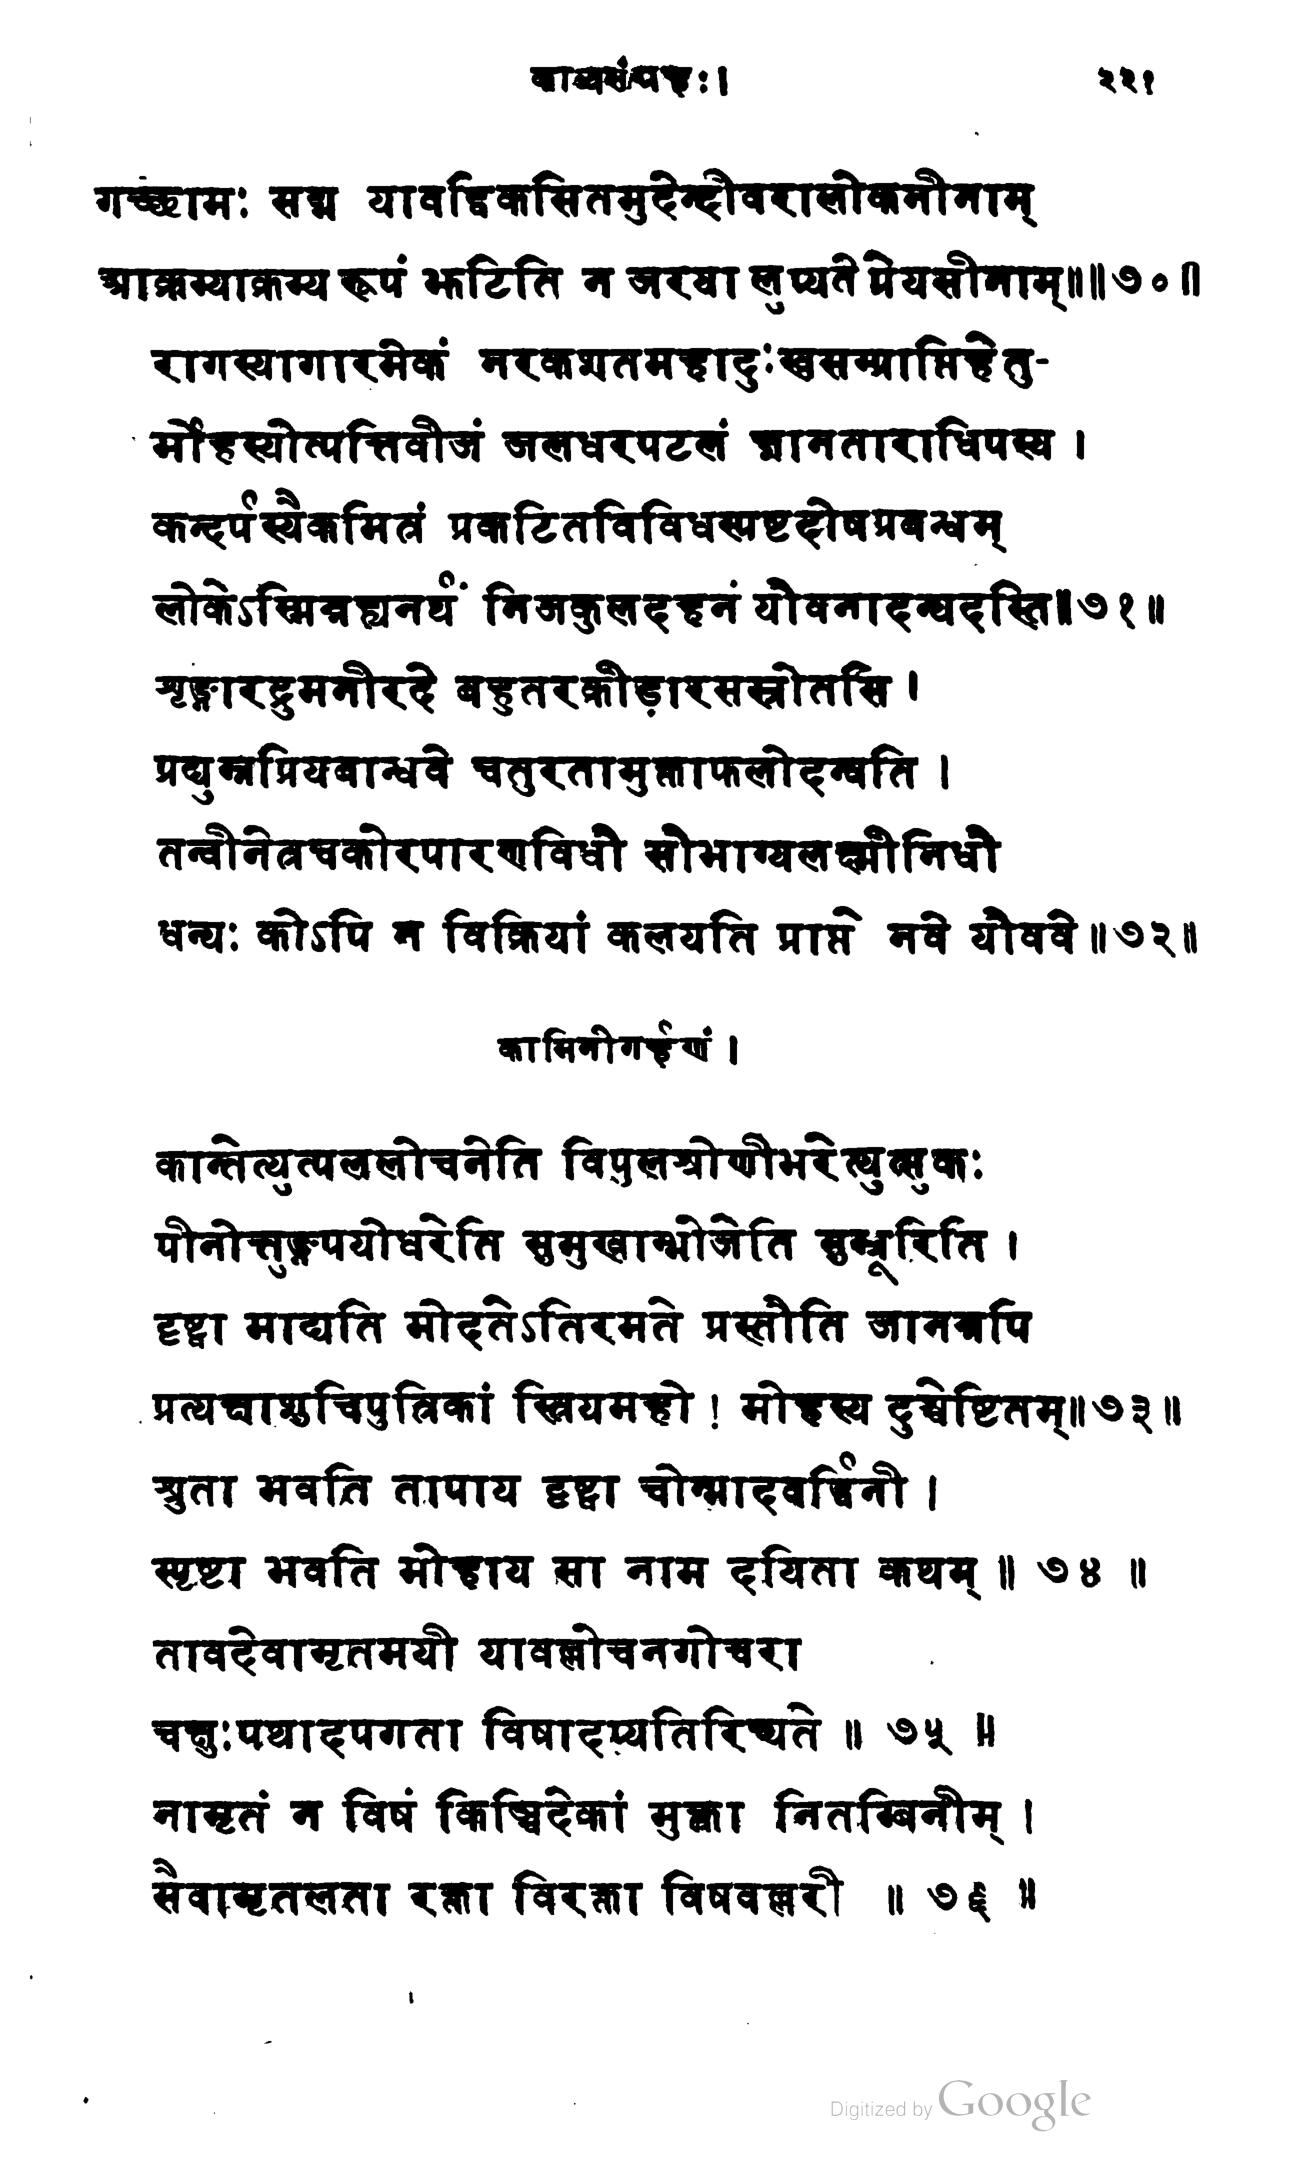 काव्यसंग्रहः। २२१
गच्छामः सद्म यावद्विकसितमुदेन्दीवरालोकनीनाम्
आक्रम्याक्रम्य रूपं झटिति न जरया लुप्यते प्रेयसीनाम्॥॥७०॥
रागस्यागारमेकं नरकशतमहादुःखसम्प्राप्तिहेतु-
र्मोहस्योत्पत्तिवीजं जलधरपटलं ज्ञानताराधिपस्य ।
कन्दर्पस्यैकमित्रं प्रकटितविविधस्पष्टदोषप्रबन्धम्
लोकेऽस्मिन्नह्यनर्थं निजकुलदहनं यौवनादन्यदस्ति॥७१॥
शृङ्गारद्रुमनीरदे बहुतरक्रीड़ारसस्रोतसि ।
प्रद्युम्नप्रियबान्धवे चतुरतामुक्ताफलोदन्वति ।
तन्वीनेत्रचकोरपारणविधौ सौभाग्यलक्ष्मीनिधौ
धन्यः कोऽपि न विक्रियां कलयति प्राप्ते नवे यौववे॥७२॥
कामिनीगर्हणं ।
कान्तेत्युत्पललोचनेति विपुलश्रोणीभरेत्युत्सुकः
पीनोत्तुङ्गपयोधरेति सुमुखाम्भोजेति सुभ्रूरिति ।
दृष्ट्वा माद्यति मोदतेऽतिरमते प्रस्तौति जानन्नपि
प्रत्यक्षाशुचिपुत्रिकां स्त्रियमहो ! मोहस्य दुश्चेष्टितम्॥७३॥
श्रुता भवति तापाय दृष्ट्वा चोन्मादवर्द्धिनी ।
स्पृष्टा भवति मोहाय सा नाम दयिता कथम् ॥ ७४ ॥
तावदेवामृतमयी यावल्लोचनगोचरा
चक्षुःपथादपगता विषादप्यतिरिच्यते ॥ ७५ ॥
नामृतं न विषं किञ्चिदेकां मुक्त्वा नितम्बिनीम् ।
सैवामृतलता रक्ता विरक्ता विषवल्लरी ॥ ७६ ॥
Digitized by Google